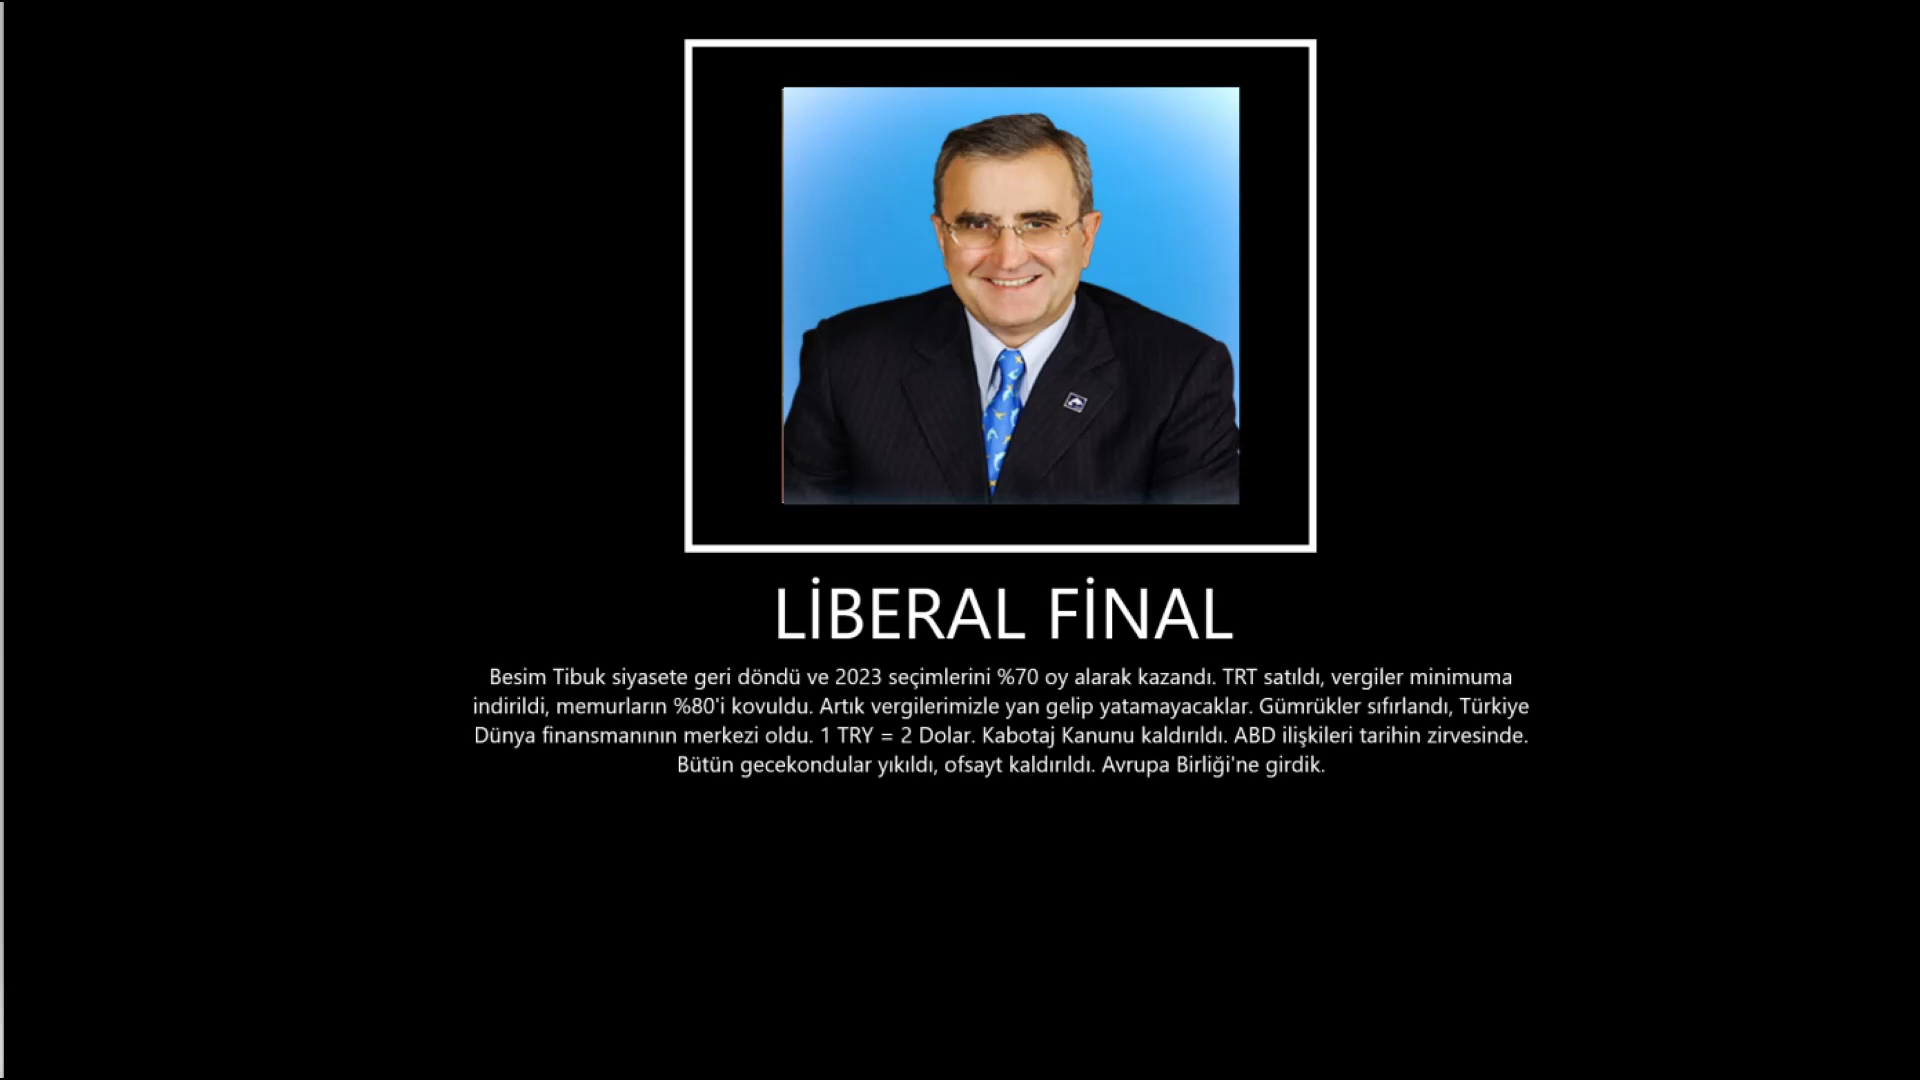 LİBERAL FİNAL
Besim Tibuk siyasete geri döndü ve 2023 seçimlerini %70 oy alarak kazandı. TRT satıldı, vergiler minimuma
indirildi, memurların %80'i kovuldu. Artık vergilerimizle yan gelip yatamayacaklar. Gümrükler sıfırlandı, Türkiye
Dünya finansmanının merkezi oldu. 1 TRY = 2 Dolar. Kabotaj Kanunu kaldırıldı. ABD ilişkileri tarihin zirvesinde.
Bütün gecekondular yıkıldı, ofsayt kaldırıldı. Avrupa Birliği'ne girdik.